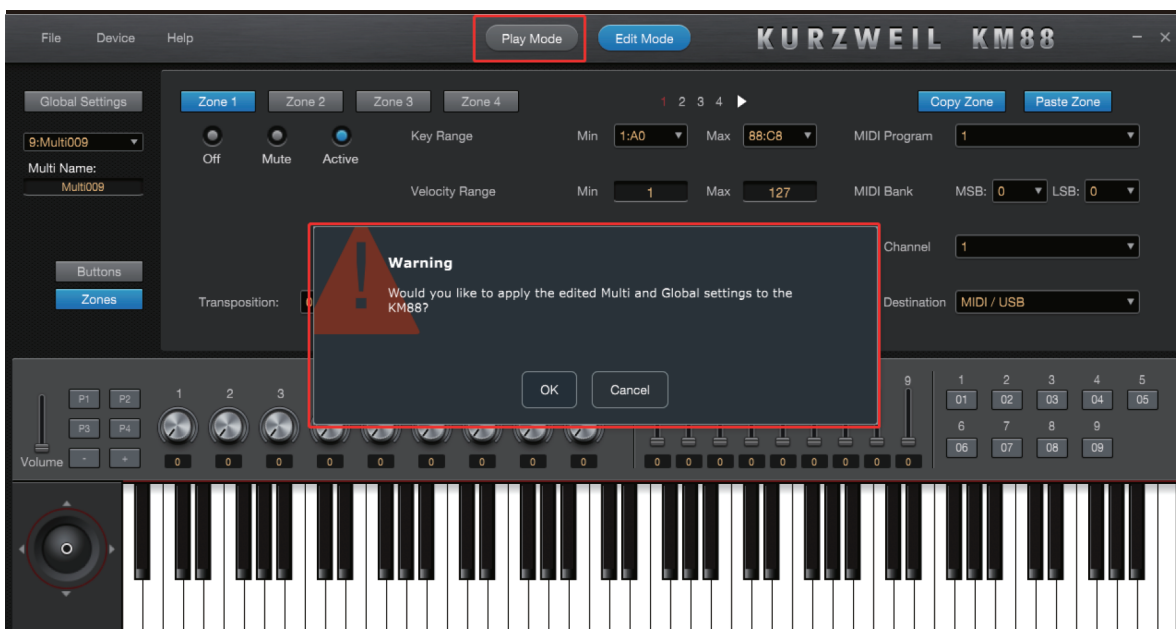 File Device Help Play Mode Edit Mode KURZWEIL KM88
Global Settings Zone 1 Zone 2 Zone 3 Zone 4 1 2 3 4 Copy Zone Paste Zone
9:Multi009 Key Range Min 1:A0 Max 88:C8 MIDI Program 1
Off Mute Active
Multi Name:
Multi009 Velocity Range Min 1 Max 127 MIDI Bank MSB: 0 LSB: 0
Channel 1
Warning
Would you like to apply the edited Multi and Global settings to the
KM88?
Buttons
Zones Transposition: Destination MIDI / USB
OK Cancel
1 2 3 9 1 2 3 4 5
P1 P2 01 02 03 04 05
P3 P4 6 7 8 9
06 07 08 09
Volume - + 0 0 0 0 0 0 0 0 0 0 0 0 0 0 0 0 0 0